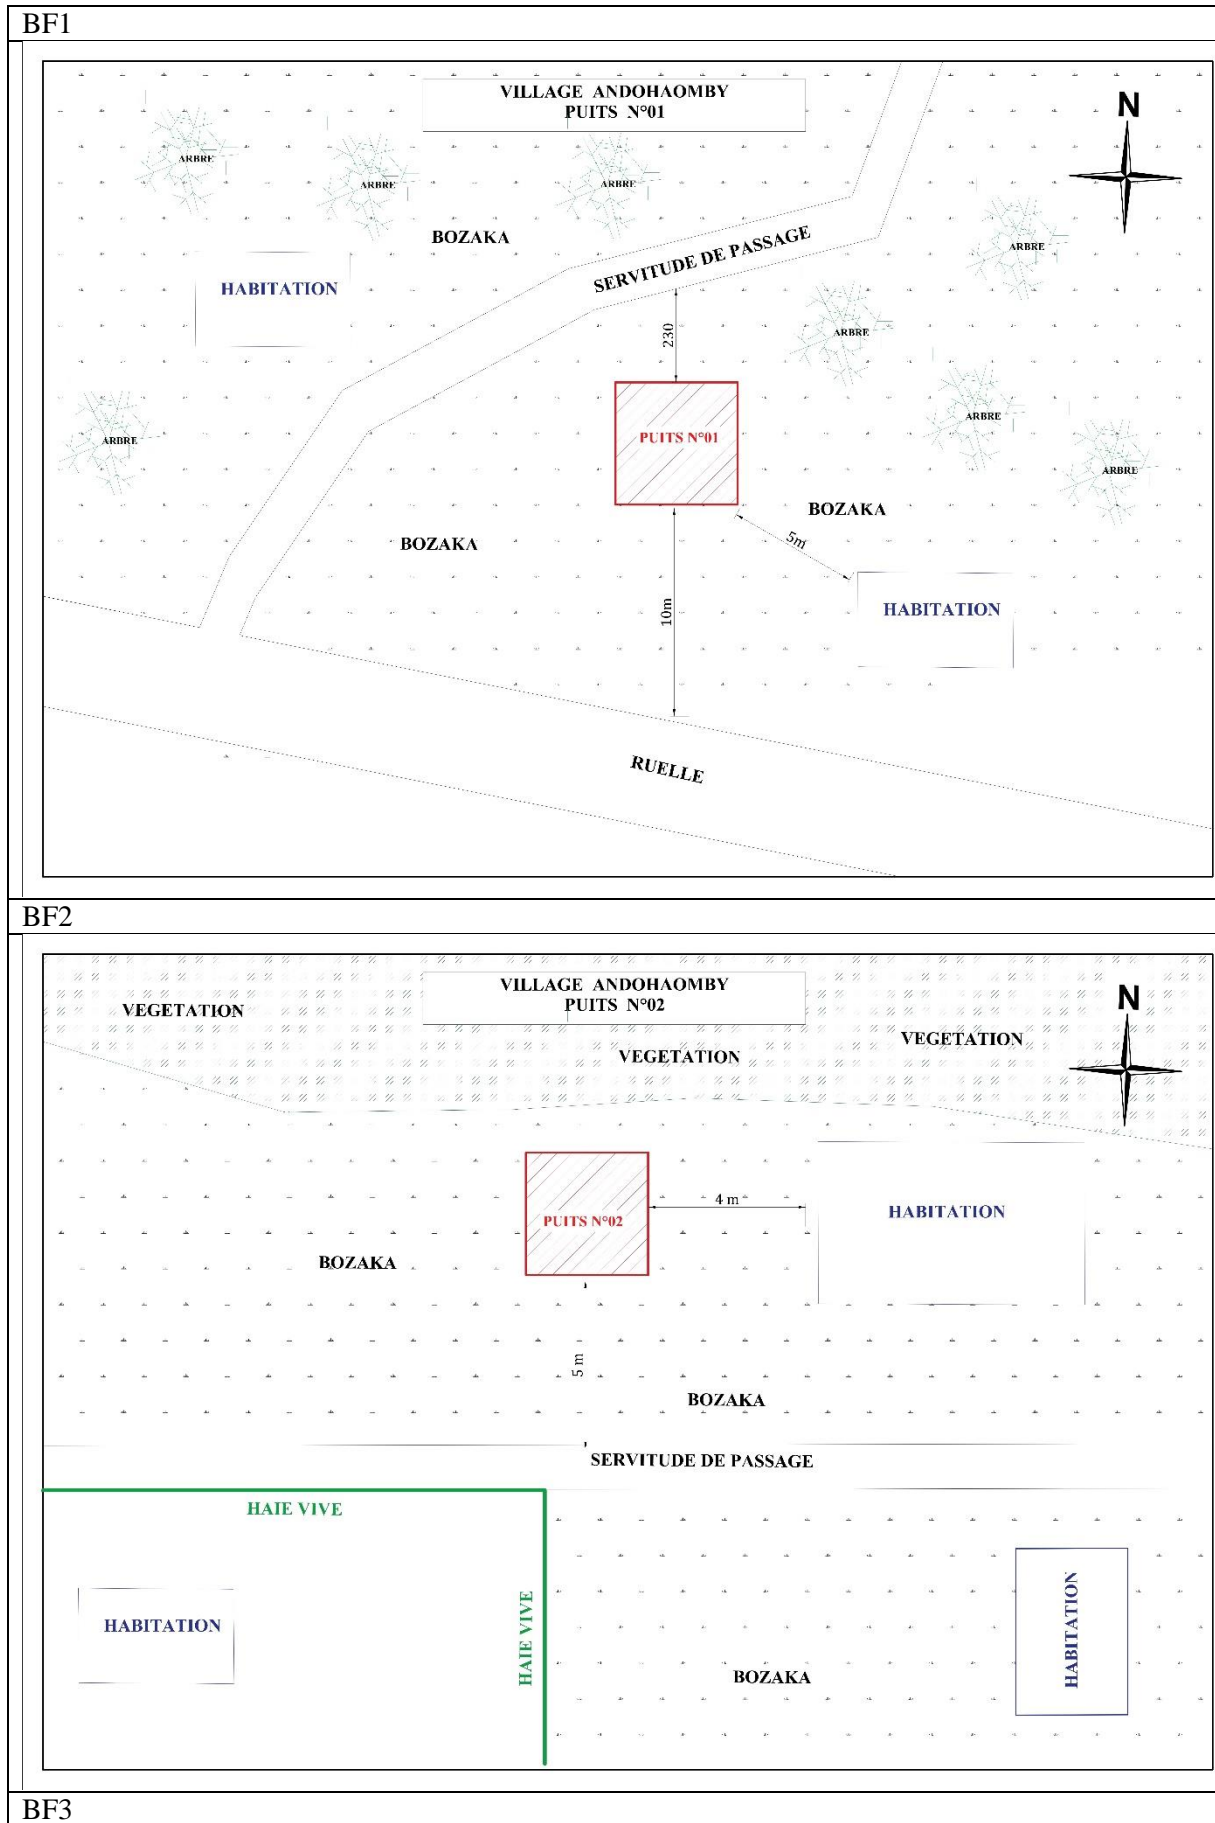 BF1
VILLAGE ANDOHAOMBY
PUITS N°01
N
ARBRE
ARBRE
ARBRE
BOZAKA
SERVITUDE DE PASSAGE
ARBRE
HABITATION
230
ARBRE
ARBRE
ARBRE
PUITS N°01
ARBRE
BOZAKA
BOZAKA
5m
10m
HABITATION
RUELLE
BF2
VILLAGE ANDOHAOMBY
PUITS N°02
N
VEGETATION
VEGETATION
VEGETATION
4 m
HABITATION
PUITS N°02
BOZAKA
5 m
BOZAKA
SERVITUDE DE PASSAGE
HAIE VIVE
HABITATION
HAIE VIVE
HABITATION
BOZAKA
BF3